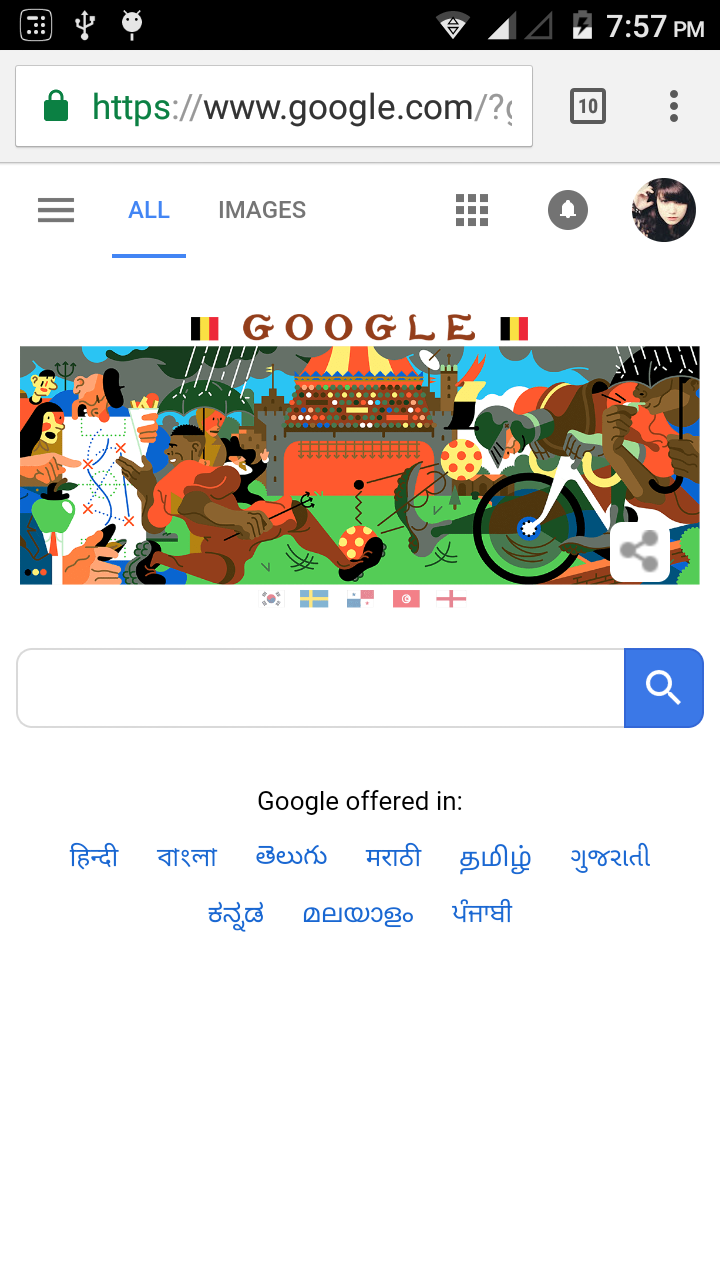 7:57 PM
https://www.google.com/?g
10
ALL IMAGES
GOOGLE
Google offered in:
हिन्दी বাংলা తెలుగు मराठी தமிழ் ગુજરાતી
ಕನ್ನಡ മലയാളം ਪੰਜਾਬੀ